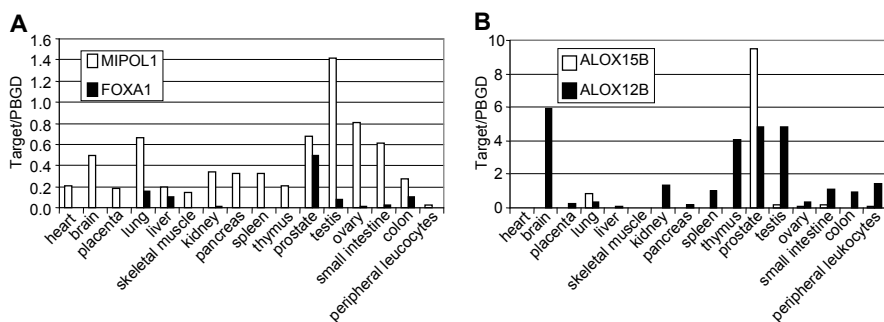 A
Target/PBGD
1.6
1.4
1.2
1.0
0.8
0.6
0.4
0.2
0.0
MIPOL1
FOXA1
heart
brain
placenta
lung
liver
skeletal muscle
kidney
pancreas
spleen
thymus
prostate
testis
ovary
small intestine
colon
peripheral leucocytes
B
Target/PBGD
10
8
6
4
2
0
ALOX15B
ALOX12B
heart
brain
placenta
lung
liver
skeletal muscle
kidney
pancreas
spleen
thymus
prostate
testis
ovary
small intestine
colon
peripheral leukocytes